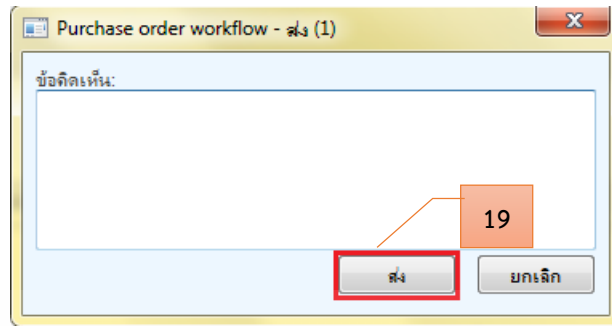 Purchase order workflow - ส่ง (1)
ข้อคิดเห็น:
19
ส่ง
ยกเลิก